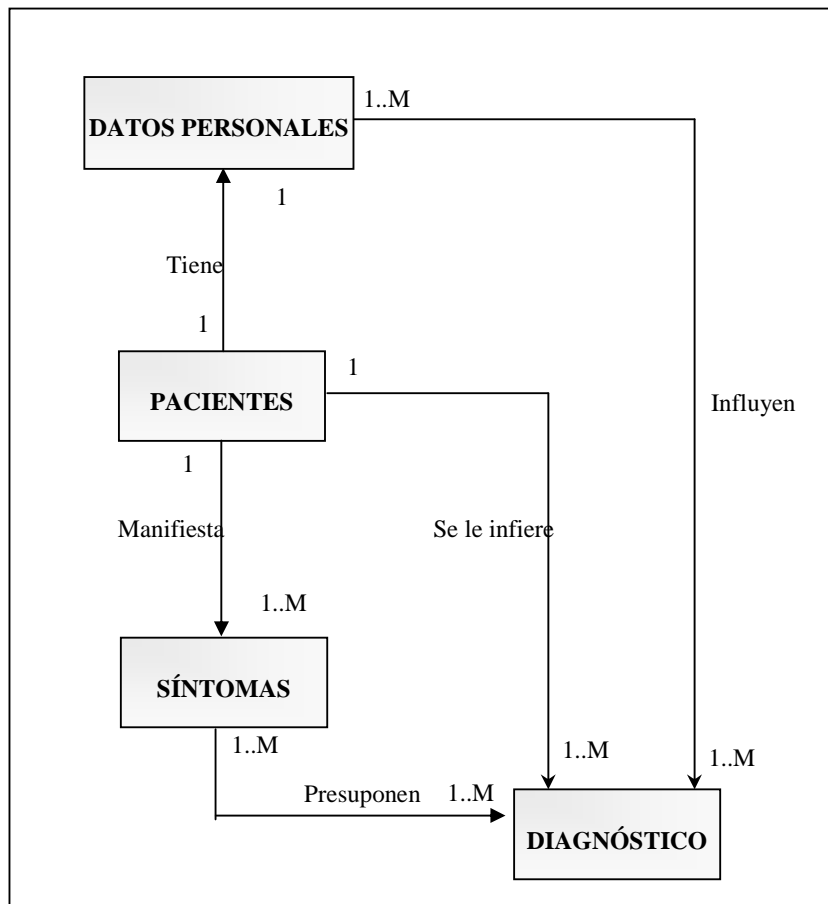 1..M
DATOS PERSONALES
1
Tiene
1
1
PACIENTES
Influyen
1
Manifiesta
Se le infiere
1..M
SÍNTOMAS
1..M
1..M
1..M
Presuponen
1..M
DIAGNÓSTICO